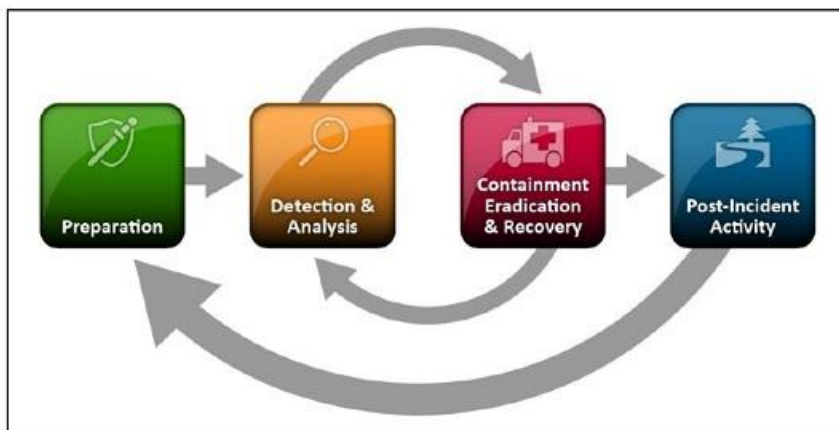 Preparation
Detection &
Analysis
Containment
Eradication
& Recovery
Post-Incident
Activity